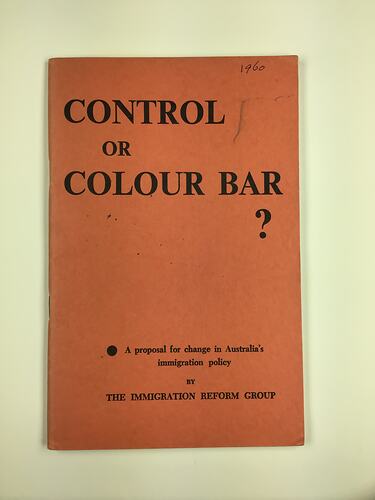 1960
CONTROL
OR
COLOUR BAR
?
● A proposal for change in Australia's
immigration policy
BY
THE IMMIGRATION REFORM GROUP